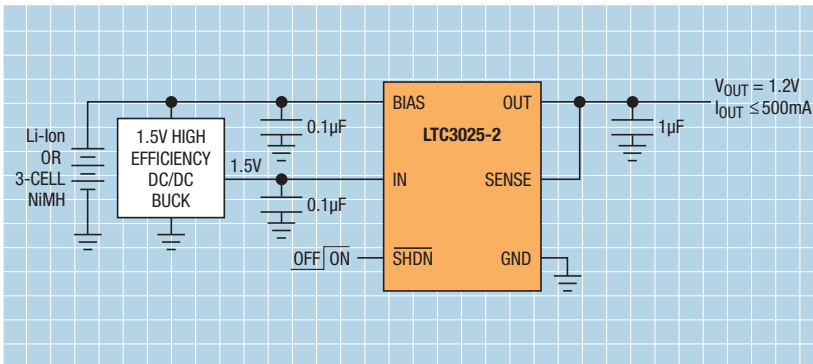 Li-Ion
OR
3-CELL
NiMH
1.5V HIGH
EFFICIENCY
DC/DC
BUCK
1.5V
0.1µF
0.1µF
OFF ON
BIAS
OUT
LTC3025-2
IN
SENSE
SHDN
GND
1µF
VOUT = 1.2V
IOUT ≤ 500mA